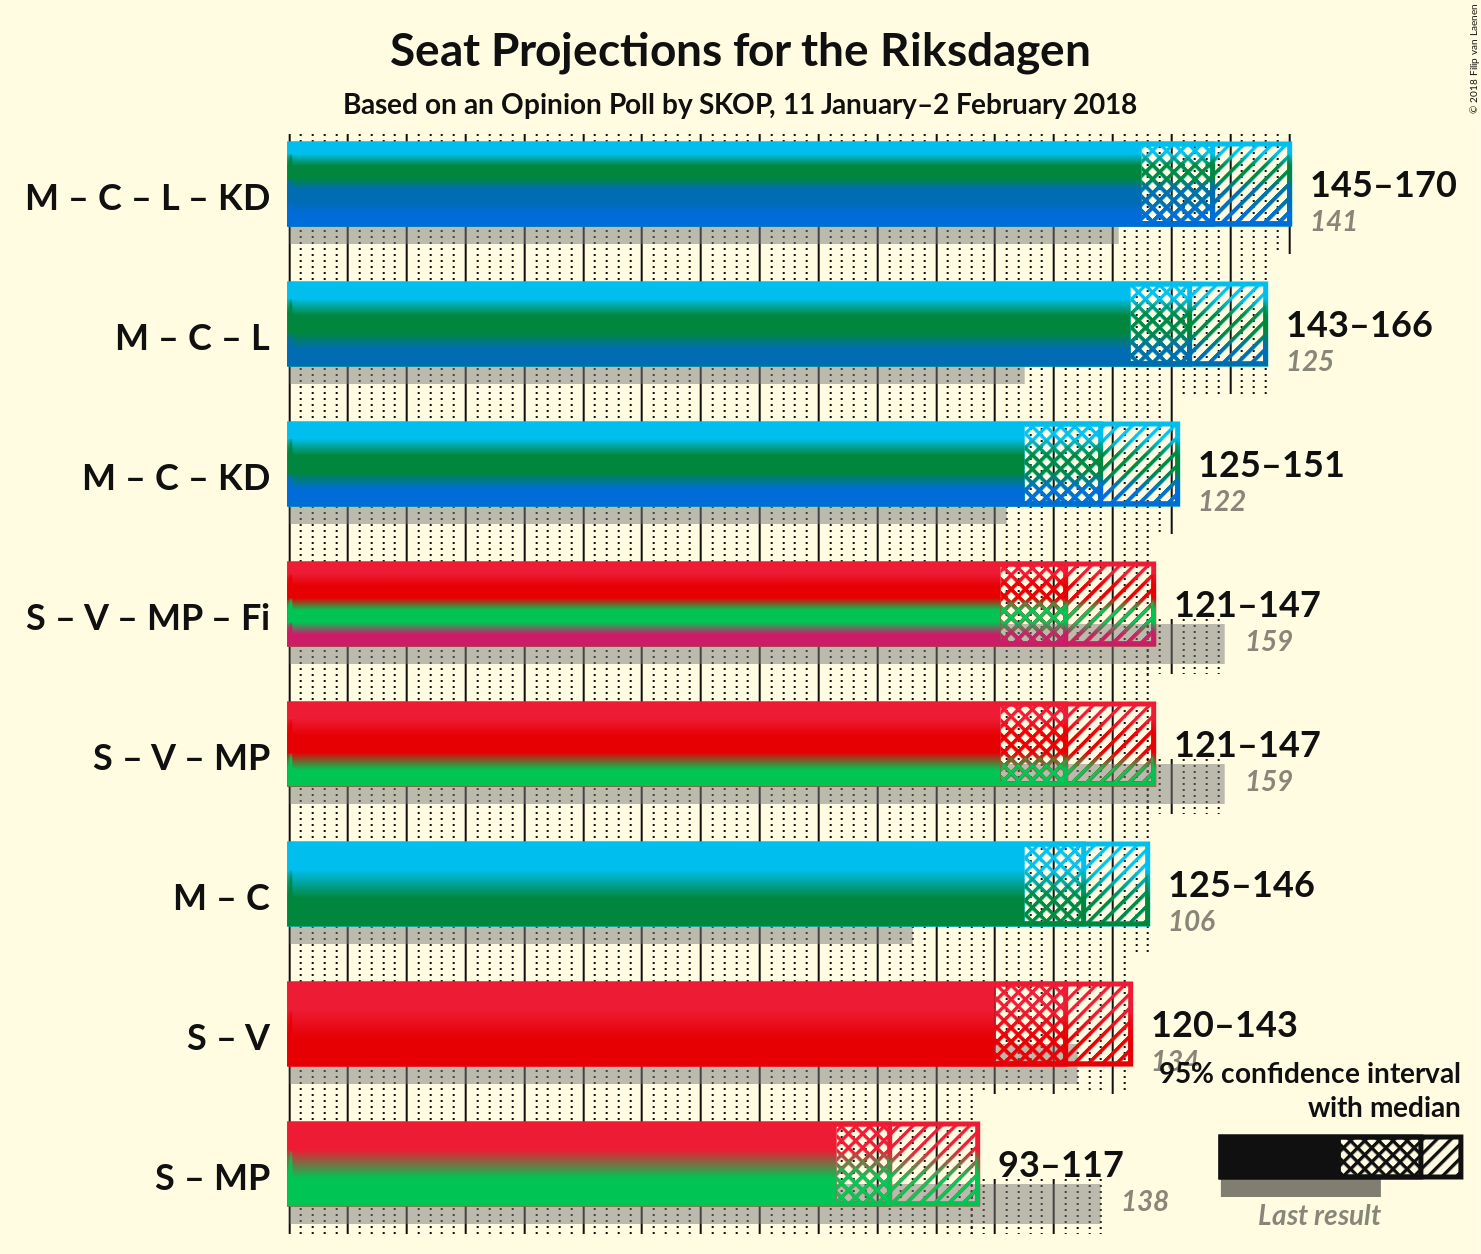 Seat Projections for the Riksdagen
Based on an Opinion Poll by SKOP, 11 January–2 February 2018
© 2018 Filip van Laenen
M – C – L – KD
145–170
141
M – C – L
143–166
125
M – C – KD
125–151
122
S – V – MP – Fi
121–147
159
S – V – MP
121–147
159
M – C
125–146
106
S – V
120–143
134
S – MP
93–117
138
95% confidence interval
with median
Last result